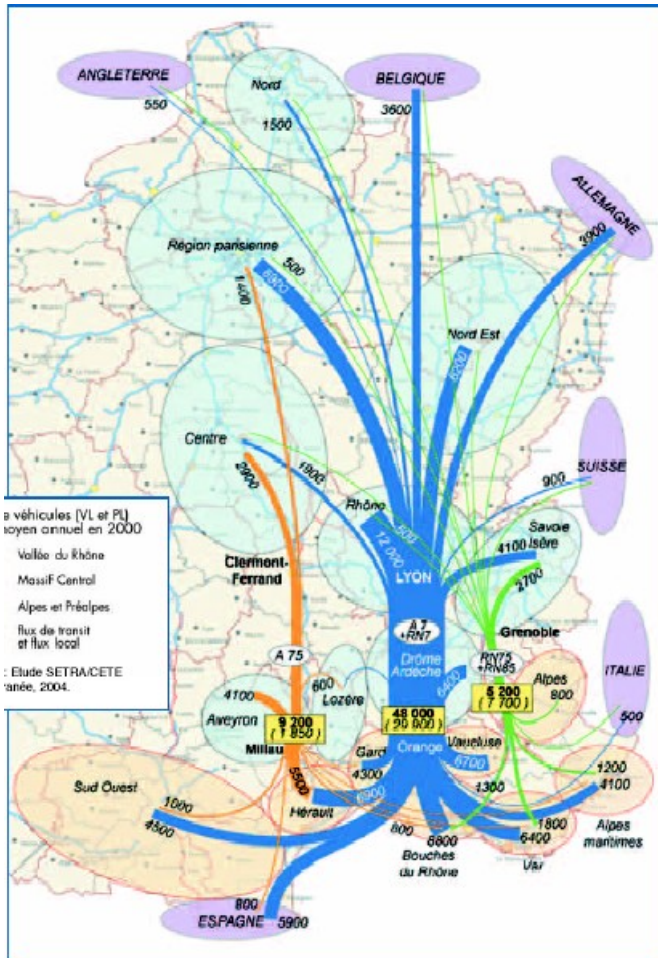 ANGLETERRE
550
Nord
1500
BELGIQUE
3600
ALLEMAGNE
3900
Région parisienne
1400
6900
500
Nord Est
6200
Centre
2900
1900
SUISSE
900
Rhône
12 000
500
Savoie
Isère
4100
2700
LYON
Clermont-
Ferrand
Grenoble
e véhicules (VL et PL)
moyen annuel en 2000
Vallée du Rhône
Massif Central
Alpes et Préalpes
flux de transit
et flux local
: Etude SETRA/CETE
ranée, 2004.
A 7
+RN7
A 75
RN75
+RN85
Drôme
Ardèche
6400
ITALIE
500
Alpes
800
5 200
( 7 700 )
4100
Aveyron
600
Lozère
9 200
( 1 850 )
48 000
( 20 000 )
Millau
Orange
Gard
4300
Vaucluse
6700
5500
Hérault
6900
Sud Ouest
1000
4500
800
Bouches
du Rhône
8800
1300
1800
6400
Var
1200
4100
Alpes
maritimes
800
ESPAGNE
5900